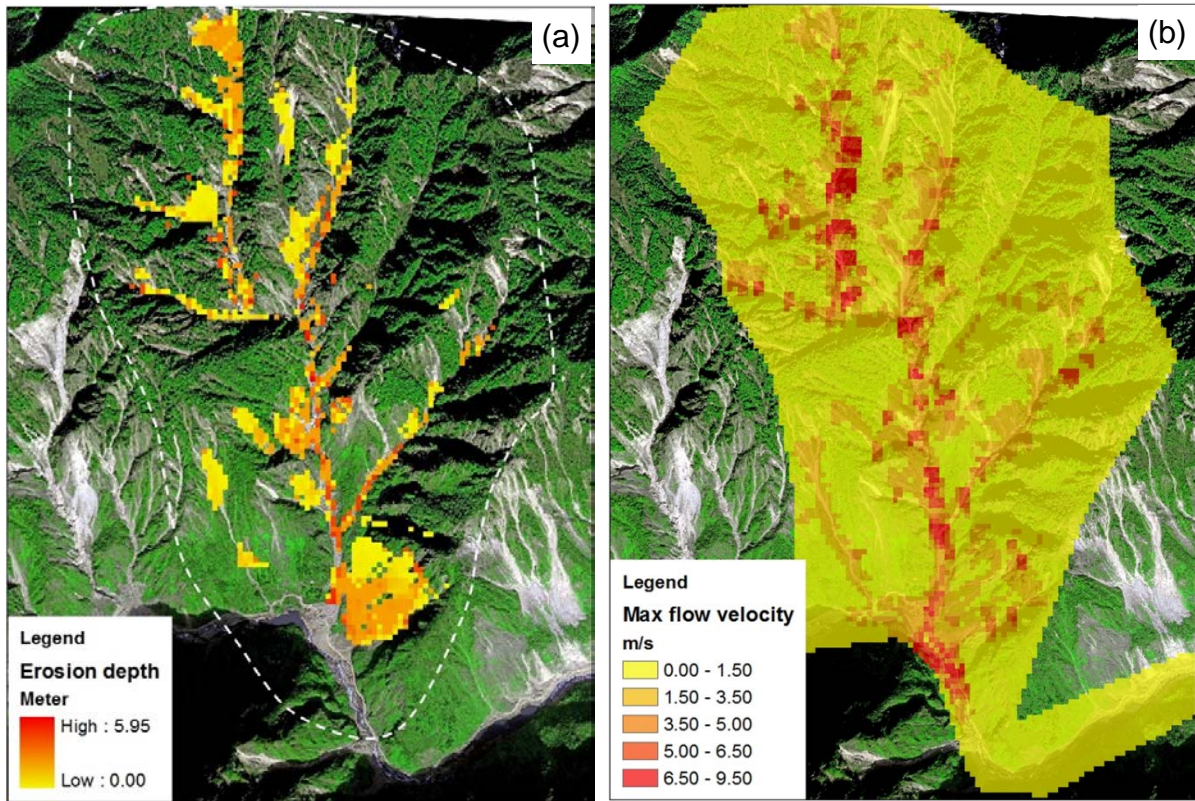 (a)
Legend
Erosion depth
Meter
High : 5.95
Low : 0.00
(b)
Legend
Max flow velocity
m/s
0.00 - 1.50
1.50 - 3.50
3.50 - 5.00
5.00 - 6.50
6.50 - 9.50